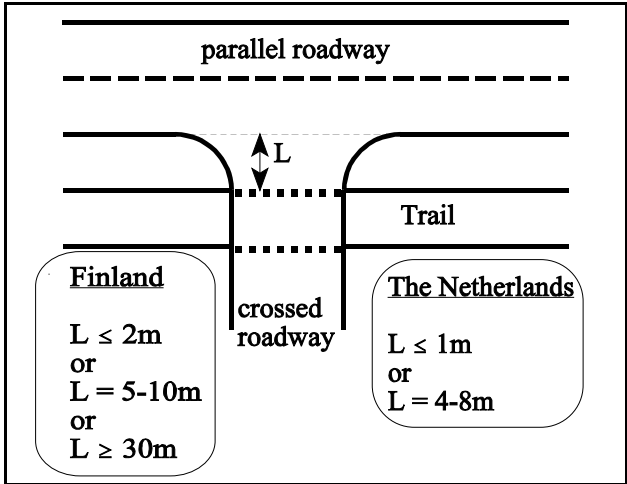 parallel roadway
L
Trail
Finland
L ≤ 2m
or
L = 5-10m
or
L ≥ 30m
crossed
roadway
The Netherlands
L ≤ 1m
or
L = 4-8m